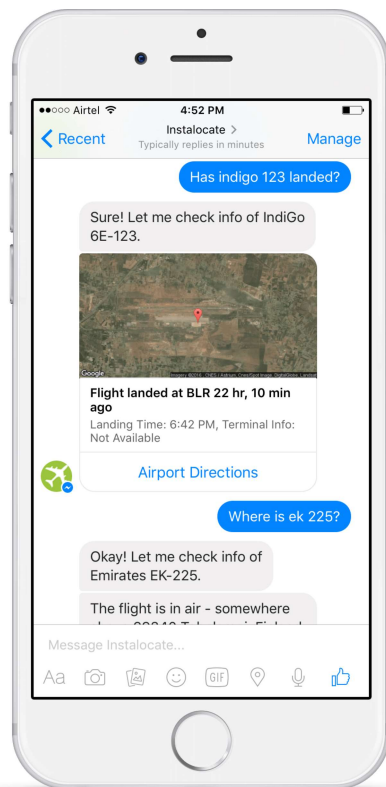 Airtel 4:52 PM
Recent Instalocate > Manage
Typically replies in minutes
Has indigo 123 landed?
Sure! Let me check info of IndiGo
6E-123.
Google
Flight landed at BLR 22 hr, 10 min
ago
Landing Time: 6:42 PM, Terminal Info:
Not Available
Airport Directions
Where is ek 225?
Okay! Let me check info of
Emirates EK-225.
The flight is in air - somewhere
Message Instalocate...
Aa GIF